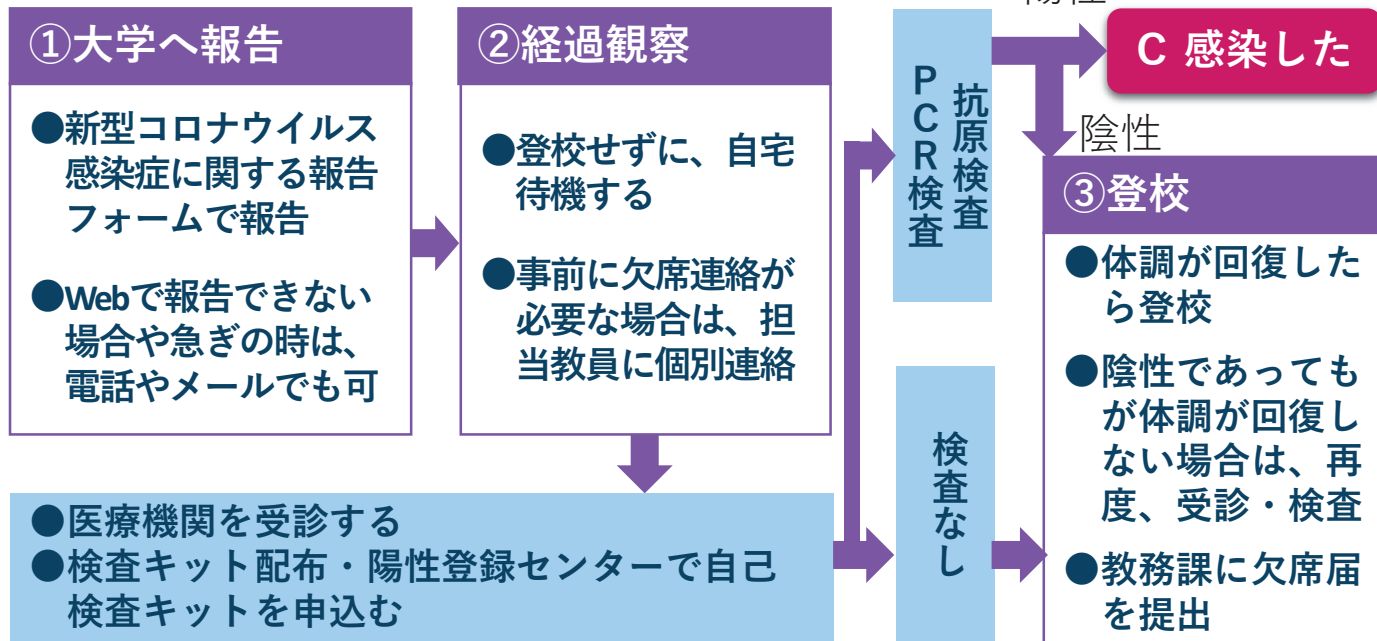 ①大学へ報告
●新型コロナウイルス
感染症に関する報告
フォームで報告
●Webで報告できない
場合や急ぎの時は、
電話やメールでも可
②経過観察
●登校せずに、自宅
待機する
●事前に欠席連絡が
必要な場合は、担
当教員に個別連絡
●医療機関を受診する
●検査キット配布・陽性登録センターで自己
検査キットを申込む
抗原検査
PCR検査
検査なし
C 感染した
陰性
③登校
●体調が回復した
ら登校
●陰性であっても
が体調が回復し
ない場合は、再
度、受診・検査
●教務課に欠席届
を提出